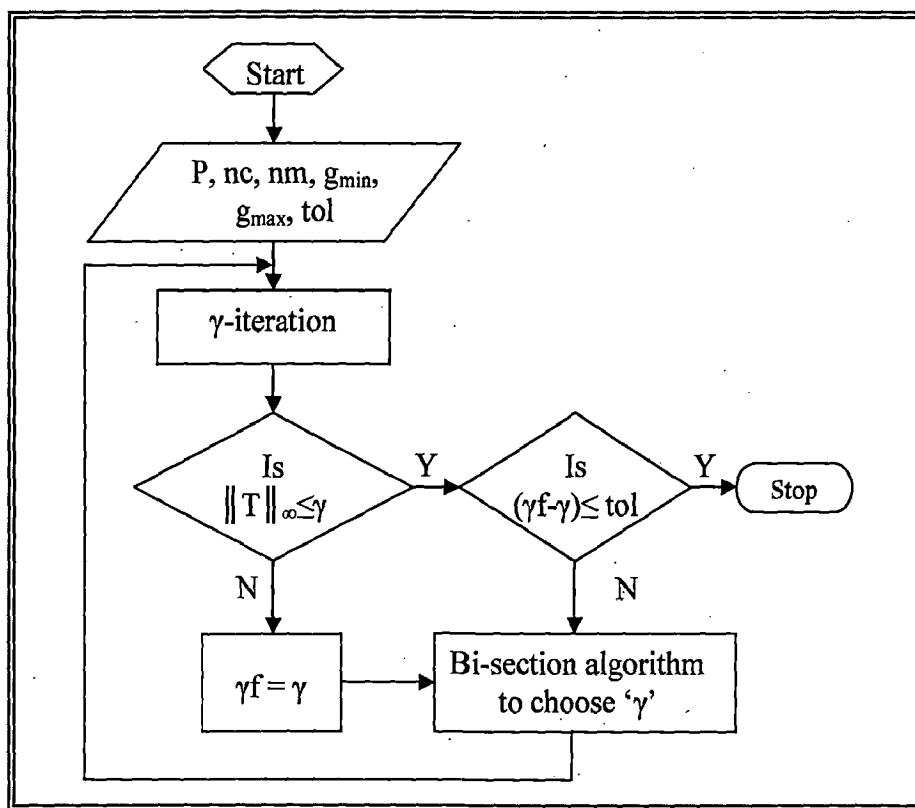 Start
P, nc, nm, gmin,
gmax, tol
γ-iteration
Is
‖T‖∞≤γ
Y
Is
(γf-γ)≤ tol
Y
Stop
N
N
γf = γ
Bi-section algorithm
to choose ‘γ’